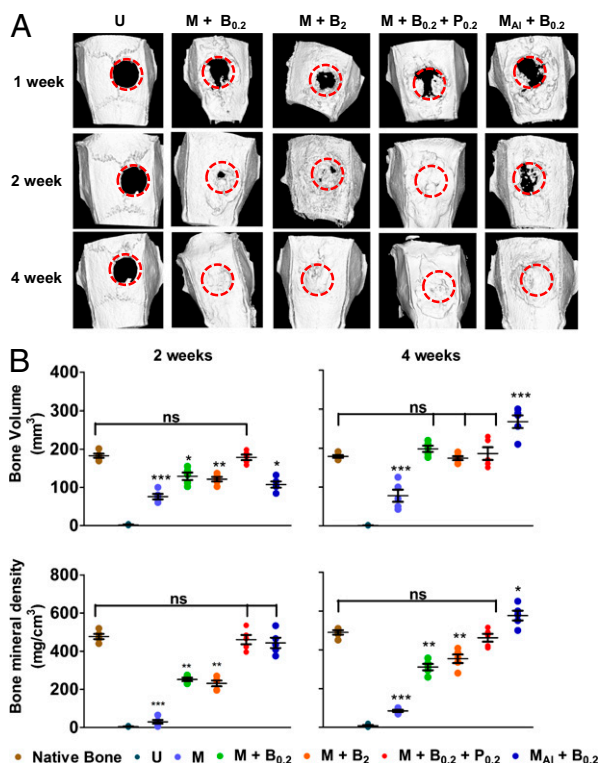 A
U M + B0.2 M + B2 M + B0.2 + P0.2 MAl + B0.2
1 week
2 week
4 week
B
2 weeks 4 weeks
Bone Volume
(mm3)
400
300
200
100
0
ns
*** * ** *
ns
*** ***
Bone mineral density
(mg/cm3)
800
600
400
200
0
ns
*** ** **
ns
*** ** ** *
Native Bone U M M + B0.2 M + B2 M + B0.2 + P0.2 MAl + B0.2